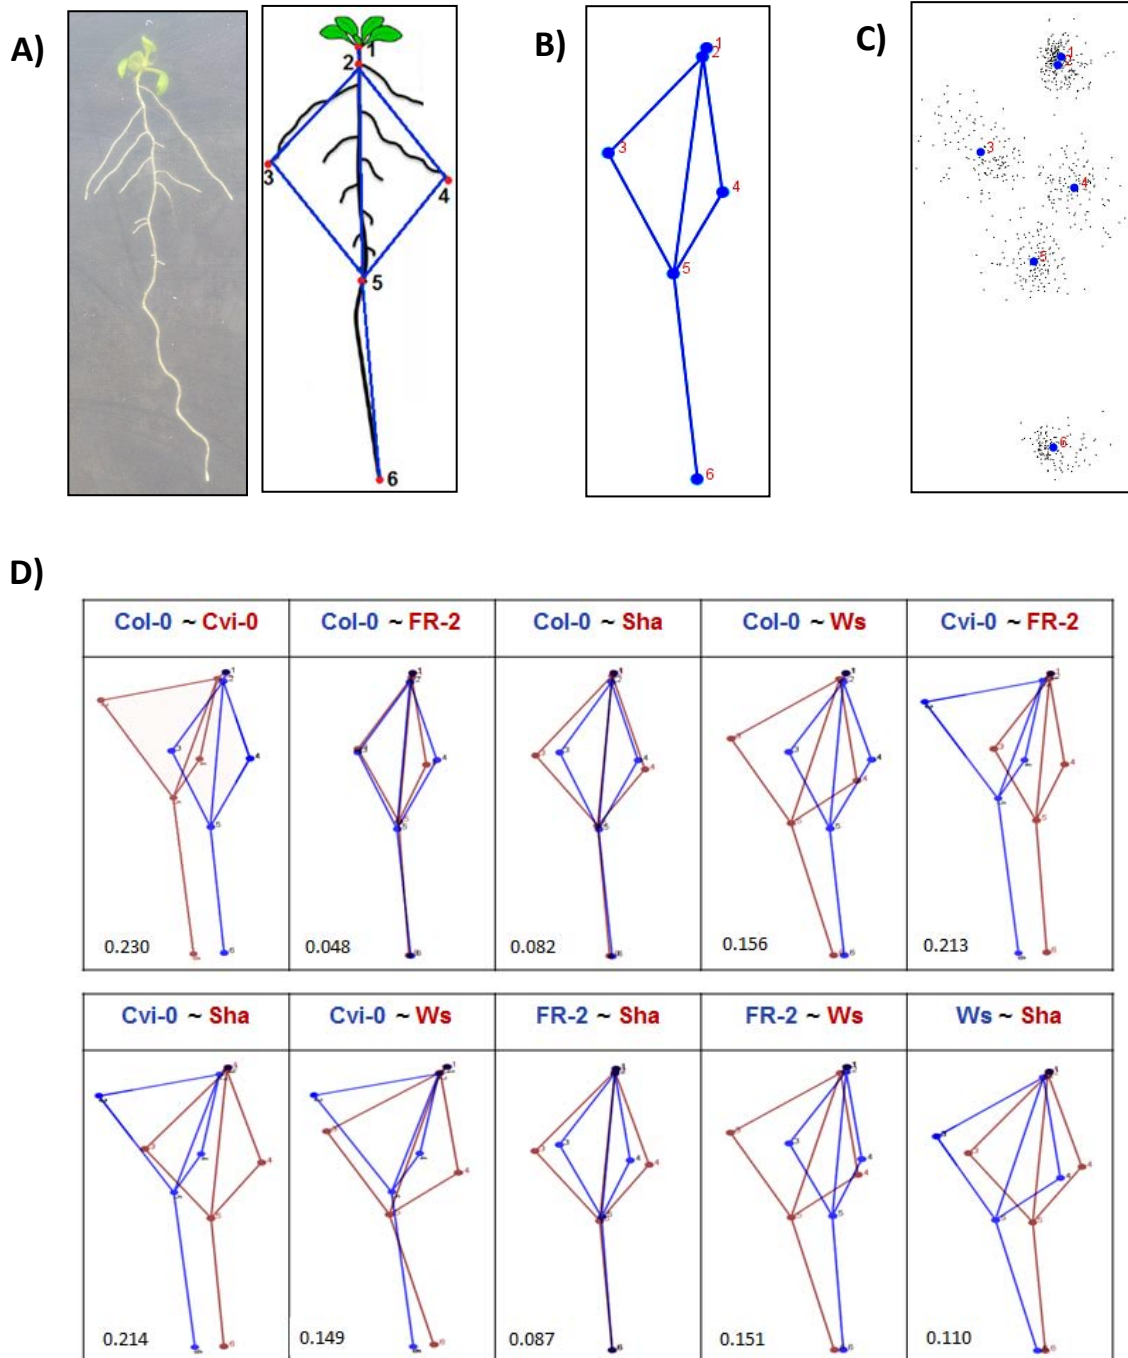 A)
1
2
3
4
5
6
B)
1
2
3
4
5
6
C)
1
2
3
4
5
6
D)
Col-0 ~ Cvi-0
Col-0 ~ FR-2
Col-0 ~ Sha
Col-0 ~ Ws
Cvi-0 ~ FR-2
0.230
0.048
0.082
0.156
0.213
Cvi-0 ~ Sha
Cvi-0 ~ Ws
FR-2 ~ Sha
FR-2 ~ Ws
Ws ~ Sha
0.214
0.149
0.087
0.151
0.110